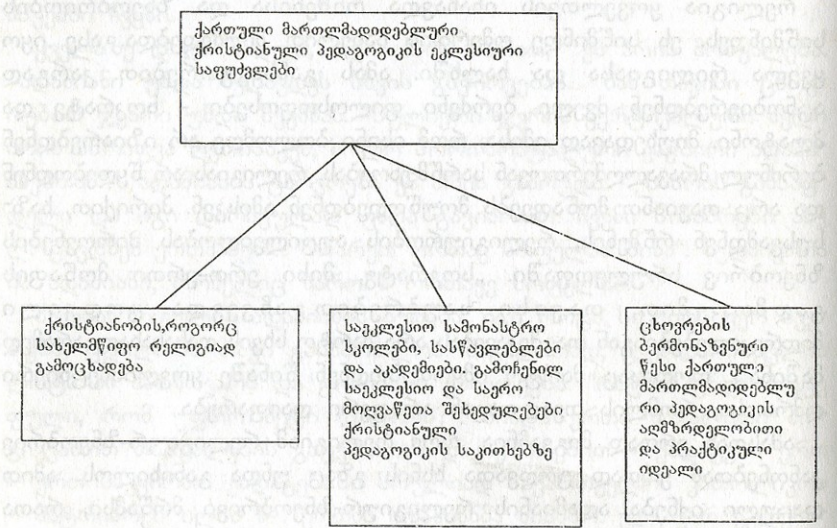 ქართული მართლმადიდებლური
ქრისტიანული პედაგოგიკის ეკლესიური
საფუძვლები
ქრისტიანობის,როგორც
სახელმწიფო რელიგიად
გამოცხადება
საეკლესიო სამონასტრო
სკოლები, სასწავლებლები
და აკადემიები. გამოჩენილ
საეკლესიო და საერო
მოღვაწეთა შეხედულებები
ქრისტიანული
პედაგოგიკის საკითხებზე
ცხოვრების
ბერმონაზვნური
წესი ქართულ
მართლმადიდებლუ
რი პედაგოგიკის
აღმზრდელობითი
და პრაქტიკული
იდეალი